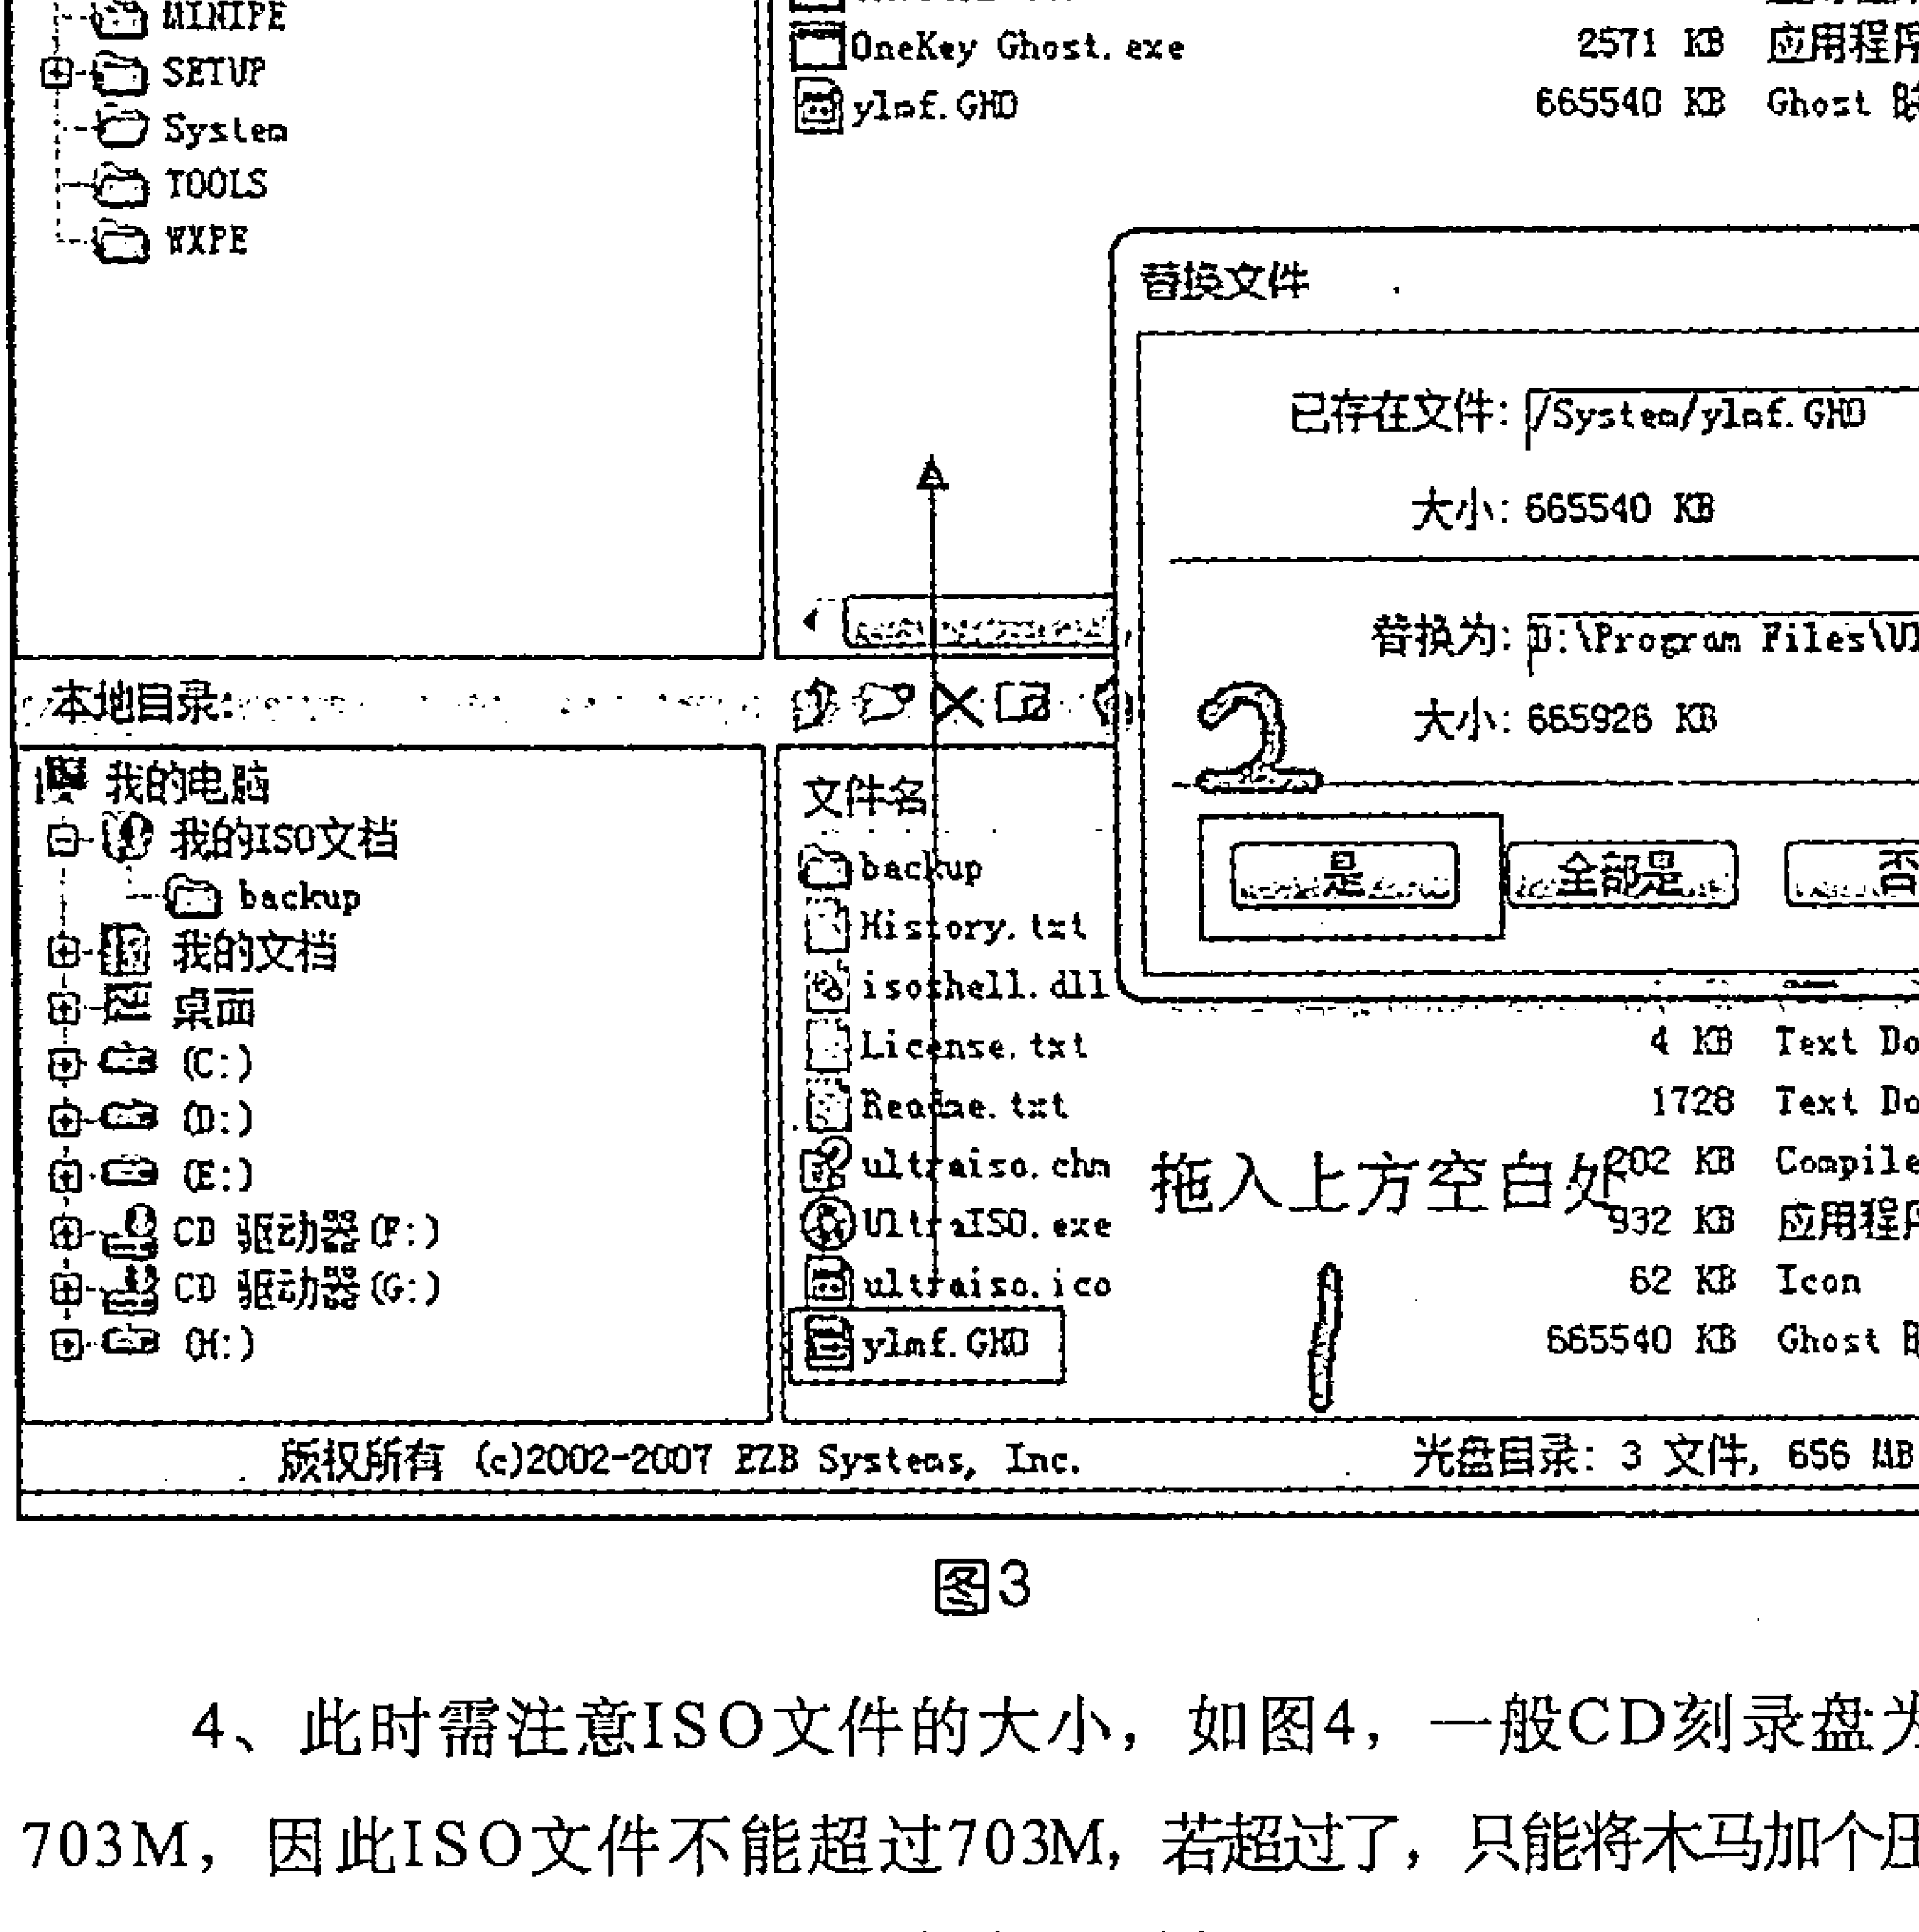 MINIPE
SETUP
System
TOOLS
WXPE
OneKey Ghost.exe 2571 KB 应用程序
ylmf.GHO 665540 KB Ghost
替换文件
已存在文件: /System/ylmf.GHO
大小: 665540 KB
替换为: D:\Program Files\Ul
大小: 665926 KB
2
是 全部是 否
本地目录:
我的电脑
我的ISO文档
backup
我的文档
桌面
(C:)
(D:)
(E:)
CD 驱动器(F:)
CD 驱动器(G:)
(H:)
文件名
backup
History.txt
isoshell.dll
License.txt 4 KB Text Do
Readme.txt 1728 Text Do
ultraiso.chm 202 KB Compile
UltraISO.exe 932 KB 应用程序
ultraiso.ico 62 KB Icon
ylmf.GHO 665540 KB Ghost
拖入上方空白处
1
版权所有 (c)2002-2007 EZB Systems, Inc. 光盘目录: 3 文件, 656 MB
图3
4、此时需注意ISO文件的大小，如图4，一般CD刻录盘为
703M，因此ISO文件不能超过703M，若超过了，只能将木马加个压